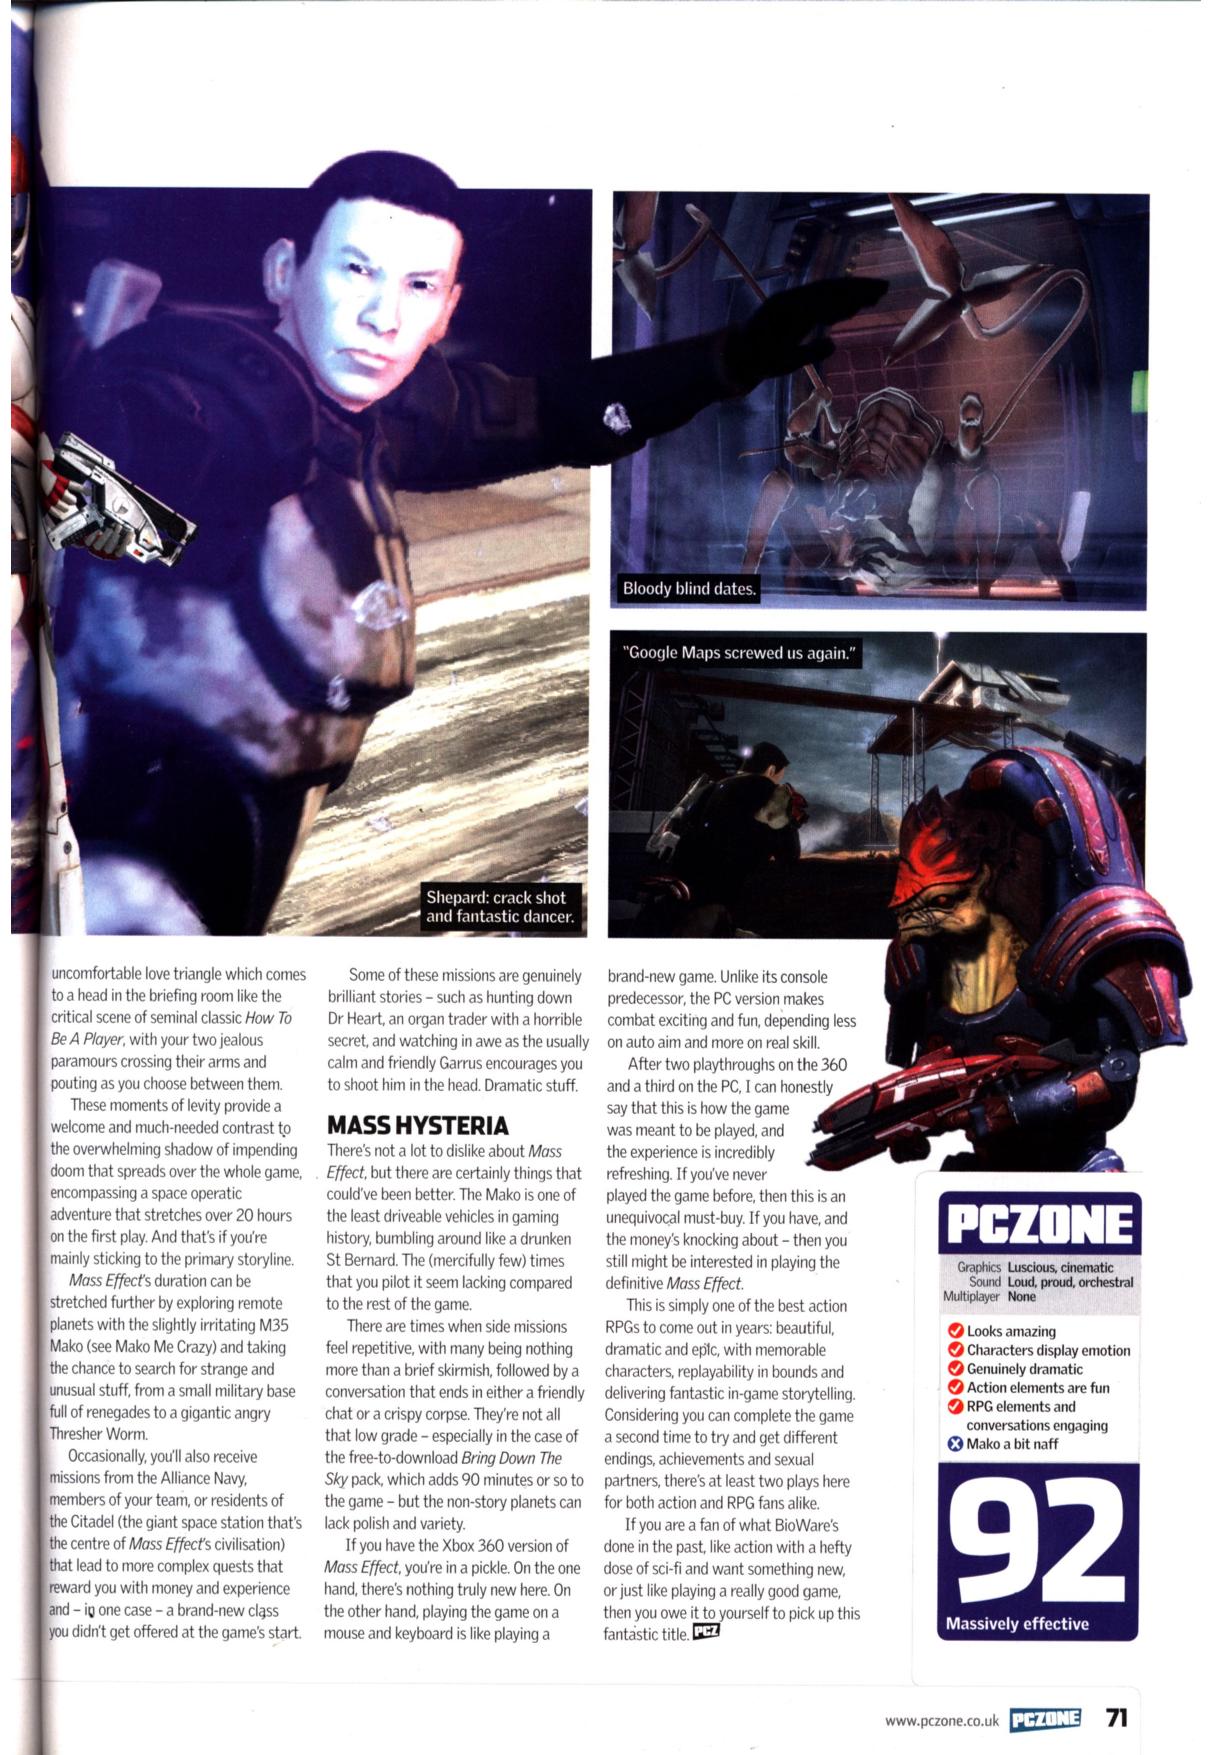 Bloody blind dates.
"Google Maps screwed us again."
Shepard: crack shot
and fantastic dancer.
uncomfortable love triangle which comes
to a head in the briefing room like the
critical scene of seminal classic How To
Be A Player, with your two jealous
paramours crossing their arms and
pouting as you choose between them.
These moments of levity provide a
welcome and much-needed contrast to
the overwhelming shadow of impending
doom that spreads over the whole game,
encompassing a space operatic
adventure that stretches over 20 hours
on the first play. And that's if you're
mainly sticking to the primary storyline.
Mass Effect's duration can be
stretched further by exploring remote
planets with the slightly irritating M35
Mako (see Mako Me Crazy) and taking
the chance to search for strange and
unusual stuff, from a small military base
full of renegades to a gigantic angry
Thresher Worm.
Occasionally, you'll also receive
missions from the Alliance Navy,
members of your team, or residents of
the Citadel (the giant space station that's
the centre of Mass Effect's civilisation)
that lead to more complex quests that
reward you with money and experience
and – in one case – a brand-new class
you didn't get offered at the game's start.
Some of these missions are genuinely
brilliant stories – such as hunting down
Dr Heart, an organ trader with a horrible
secret, and watching in awe as the usually
calm and friendly Garrus encourages you
to shoot him in the head. Dramatic stuff.
MASS HYSTERIA
There's not a lot to dislike about Mass
Effect, but there are certainly things that
could've been better. The Mako is one of
the least driveable vehicles in gaming
history, bumbling around like a drunken
St Bernard. The (mercifully few) times
that you pilot it seem lacking compared
to the rest of the game.
There are times when side missions
feel repetitive, with many being nothing
more than a brief skirmish, followed by a
conversation that ends in either a friendly
chat or a crispy corpse. They're not all
that low grade – especially in the case of
the free-to-download Bring Down The
Sky pack, which adds 90 minutes or so to
the game – but the non-story planets can
lack polish and variety.
If you have the Xbox 360 version of
Mass Effect, you're in a pickle. On the one
hand, there's nothing truly new here. On
the other hand, playing the game on a
mouse and keyboard is like playing a
brand-new game. Unlike its console
predecessor, the PC version makes
combat exciting and fun, depending less
on auto aim and more on real skill.
After two playthroughs on the 360
and a third on the PC, I can honestly
say that this is how the game
was meant to be played, and
the experience is incredibly
refreshing. If you've never
played the game before, then this is an
unequivocal must-buy. If you have, and
the money's knocking about – then you
still might be interested in playing the
definitive Mass Effect.
This is simply one of the best action
RPGs to come out in years: beautiful,
dramatic and epic, with memorable
characters, replayability in bounds and
delivering fantastic in-game storytelling.
Considering you can complete the game
a second time to try and get different
endings, achievements and sexual
partners, there's at least two plays here
for both action and RPG fans alike.
If you are a fan of what BioWare's
done in the past, like action with a hefty
dose of sci-fi and want something new,
or just like playing a really good game,
then you owe it to yourself to pick up this
fantastic title. PCZ
PCZONE
Graphics Luscious, cinematic
Sound Loud, proud, orchestral
Multiplayer None
Looks amazing
Characters display emotion
Genuinely dramatic
Action elements are fun
RPG elements and
conversations engaging
Mako a bit naff
92
Massively effective
www.pczone.co.uk PCZONE 71